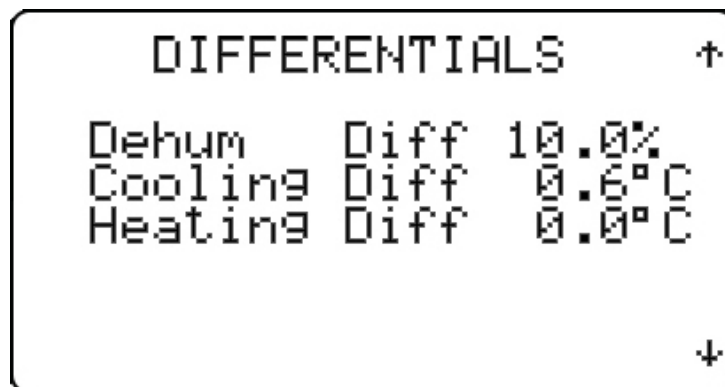 DIFFERENTIALS ↑
Dehum Diff 10.0%
Cooling Diff 0.6°C
Heating Diff 0.0°C
↓